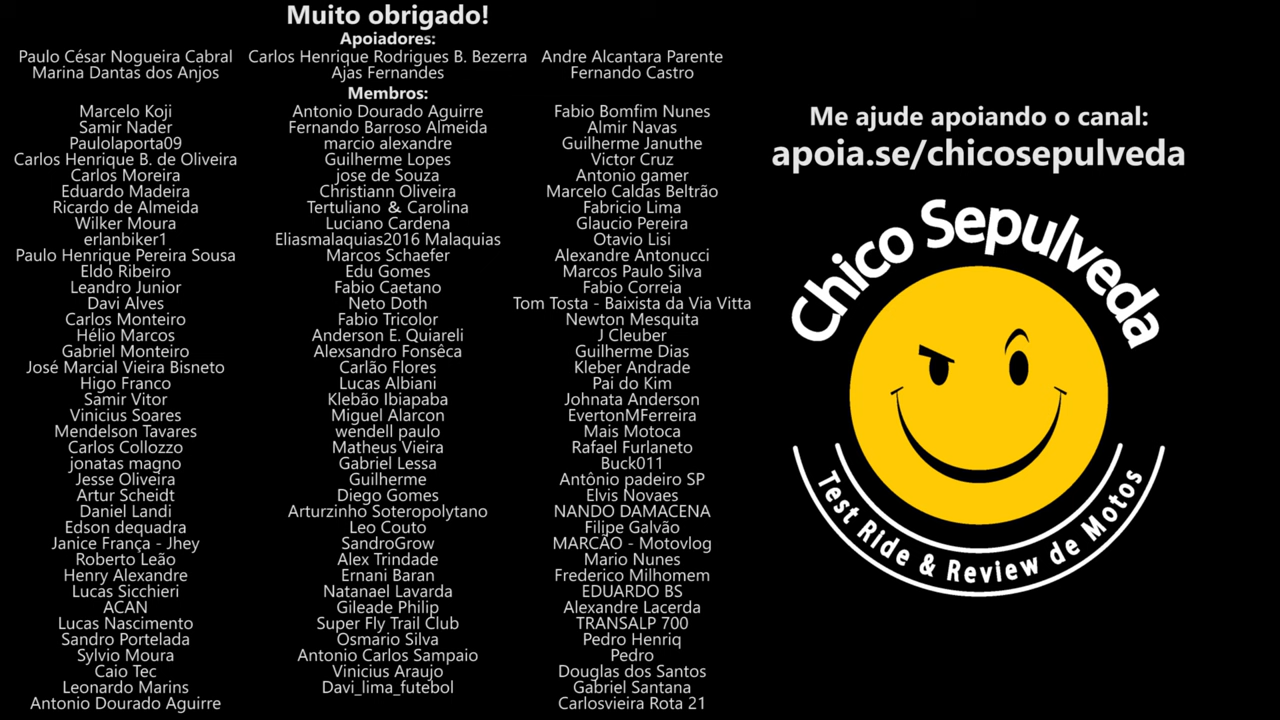 Muito obrigado!
Apoiadores:
Paulo César Nogueira Cabral
Marina Dantas dos Anjos
Carlos Henrique Rodrigues B. Bezerra
Ajas Fernandes
Andre Alcantara Parente
Fernando Castro
Membros:
Marcelo Koji
Samir Nader
Paulolaporta09
Carlos Henrique B. de Oliveira
Carlos Moreira
Eduardo Madeira
Ricardo de Almeida
Wilker Moura
erlanbiker1
Paulo Henrique Pereira Sousa
Eldo Ribeiro
Leandro Junior
Davi Alves
Carlos Monteiro
Hélio Marcos
Gabriel Monteiro
José Marcial Vieira Bisneto
Higo Franco
Samir Vitor
Vinicius Soares
Mendelson Tavares
Carlos Collozzo
jonatas magno
Jesse Oliveira
Artur Scheidt
Daniel Landi
Edson dequadra
Janice França - Jhey
Roberto Leão
Henry Alexandre
Lucas Sicchieri
ACAN
Lucas Nascimento
Sandro Portelada
Sylvio Moura
Caio Tec
Leonardo Marins
Antonio Dourado Aguirre
Antonio Dourado Aguirre
Fernando Barroso Almeida
marcio alexandre
Guilherme Lopes
jose de Souza
Christiann Oliveira
Tertuliano & Carolina
Luciano Cardena
Eliasmalaquias2016 Malaquias
Marcos Schaefer
Edu Gomes
Fabio Caetano
Neto Doth
Fabio Tricolor
Anderson E. Quiareli
Alexsandro Fonsêca
Carlão Flores
Lucas Albiani
Klebão Ibiapaba
Miguel Alarcon
wendell paulo
Matheus Vieira
Gabriel Lessa
Guilherme
Diego Gomes
Arturzinho Soteropolytano
Leo Couto
SandroGrow
Alex Trindade
Ernani Baran
Natanael Lavarda
Gileade Philip
Super Fly Trail Club
Osmario Silva
Antonio Carlos Sampaio
Vinicius Araujo
Davi_lima_futebol
Fabio Bomfim Nunes
Almir Navas
Guilherme Januthe
Victor Cruz
Antonio gamer
Marcelo Caldas Beltrão
Fabricio Lima
Glaucio Pereira
Otavio Lisi
Alexandre Antonucci
Marcos Paulo Silva
Fabio Correia
Tom Tosta - Baixista da Via Vitta
Newton Mesquita
J Cleuber
Guilherme Dias
Kleber Andrade
Pai do Kim
Johnata Anderson
EvertonMFerreira
Mais Motoca
Rafael Furlaneto
Buck011
Antônio padeiro SP
Elvis Novaes
NANDO DAMACENA
Filipe Galvão
MARCÃO - Motovlog
Mario Nunes
Frederico Milhomem
EDUARDO BS
Alexandre Lacerda
TRANSALP 700
Pedro Henriq
Pedro
Douglas dos Santos
Gabriel Santana
Carlosvieira Rota 21
Me ajude apoiando o canal:
apoia.se/chicosepulveda
Chico Sepulveda
Test Ride & Review de Motos